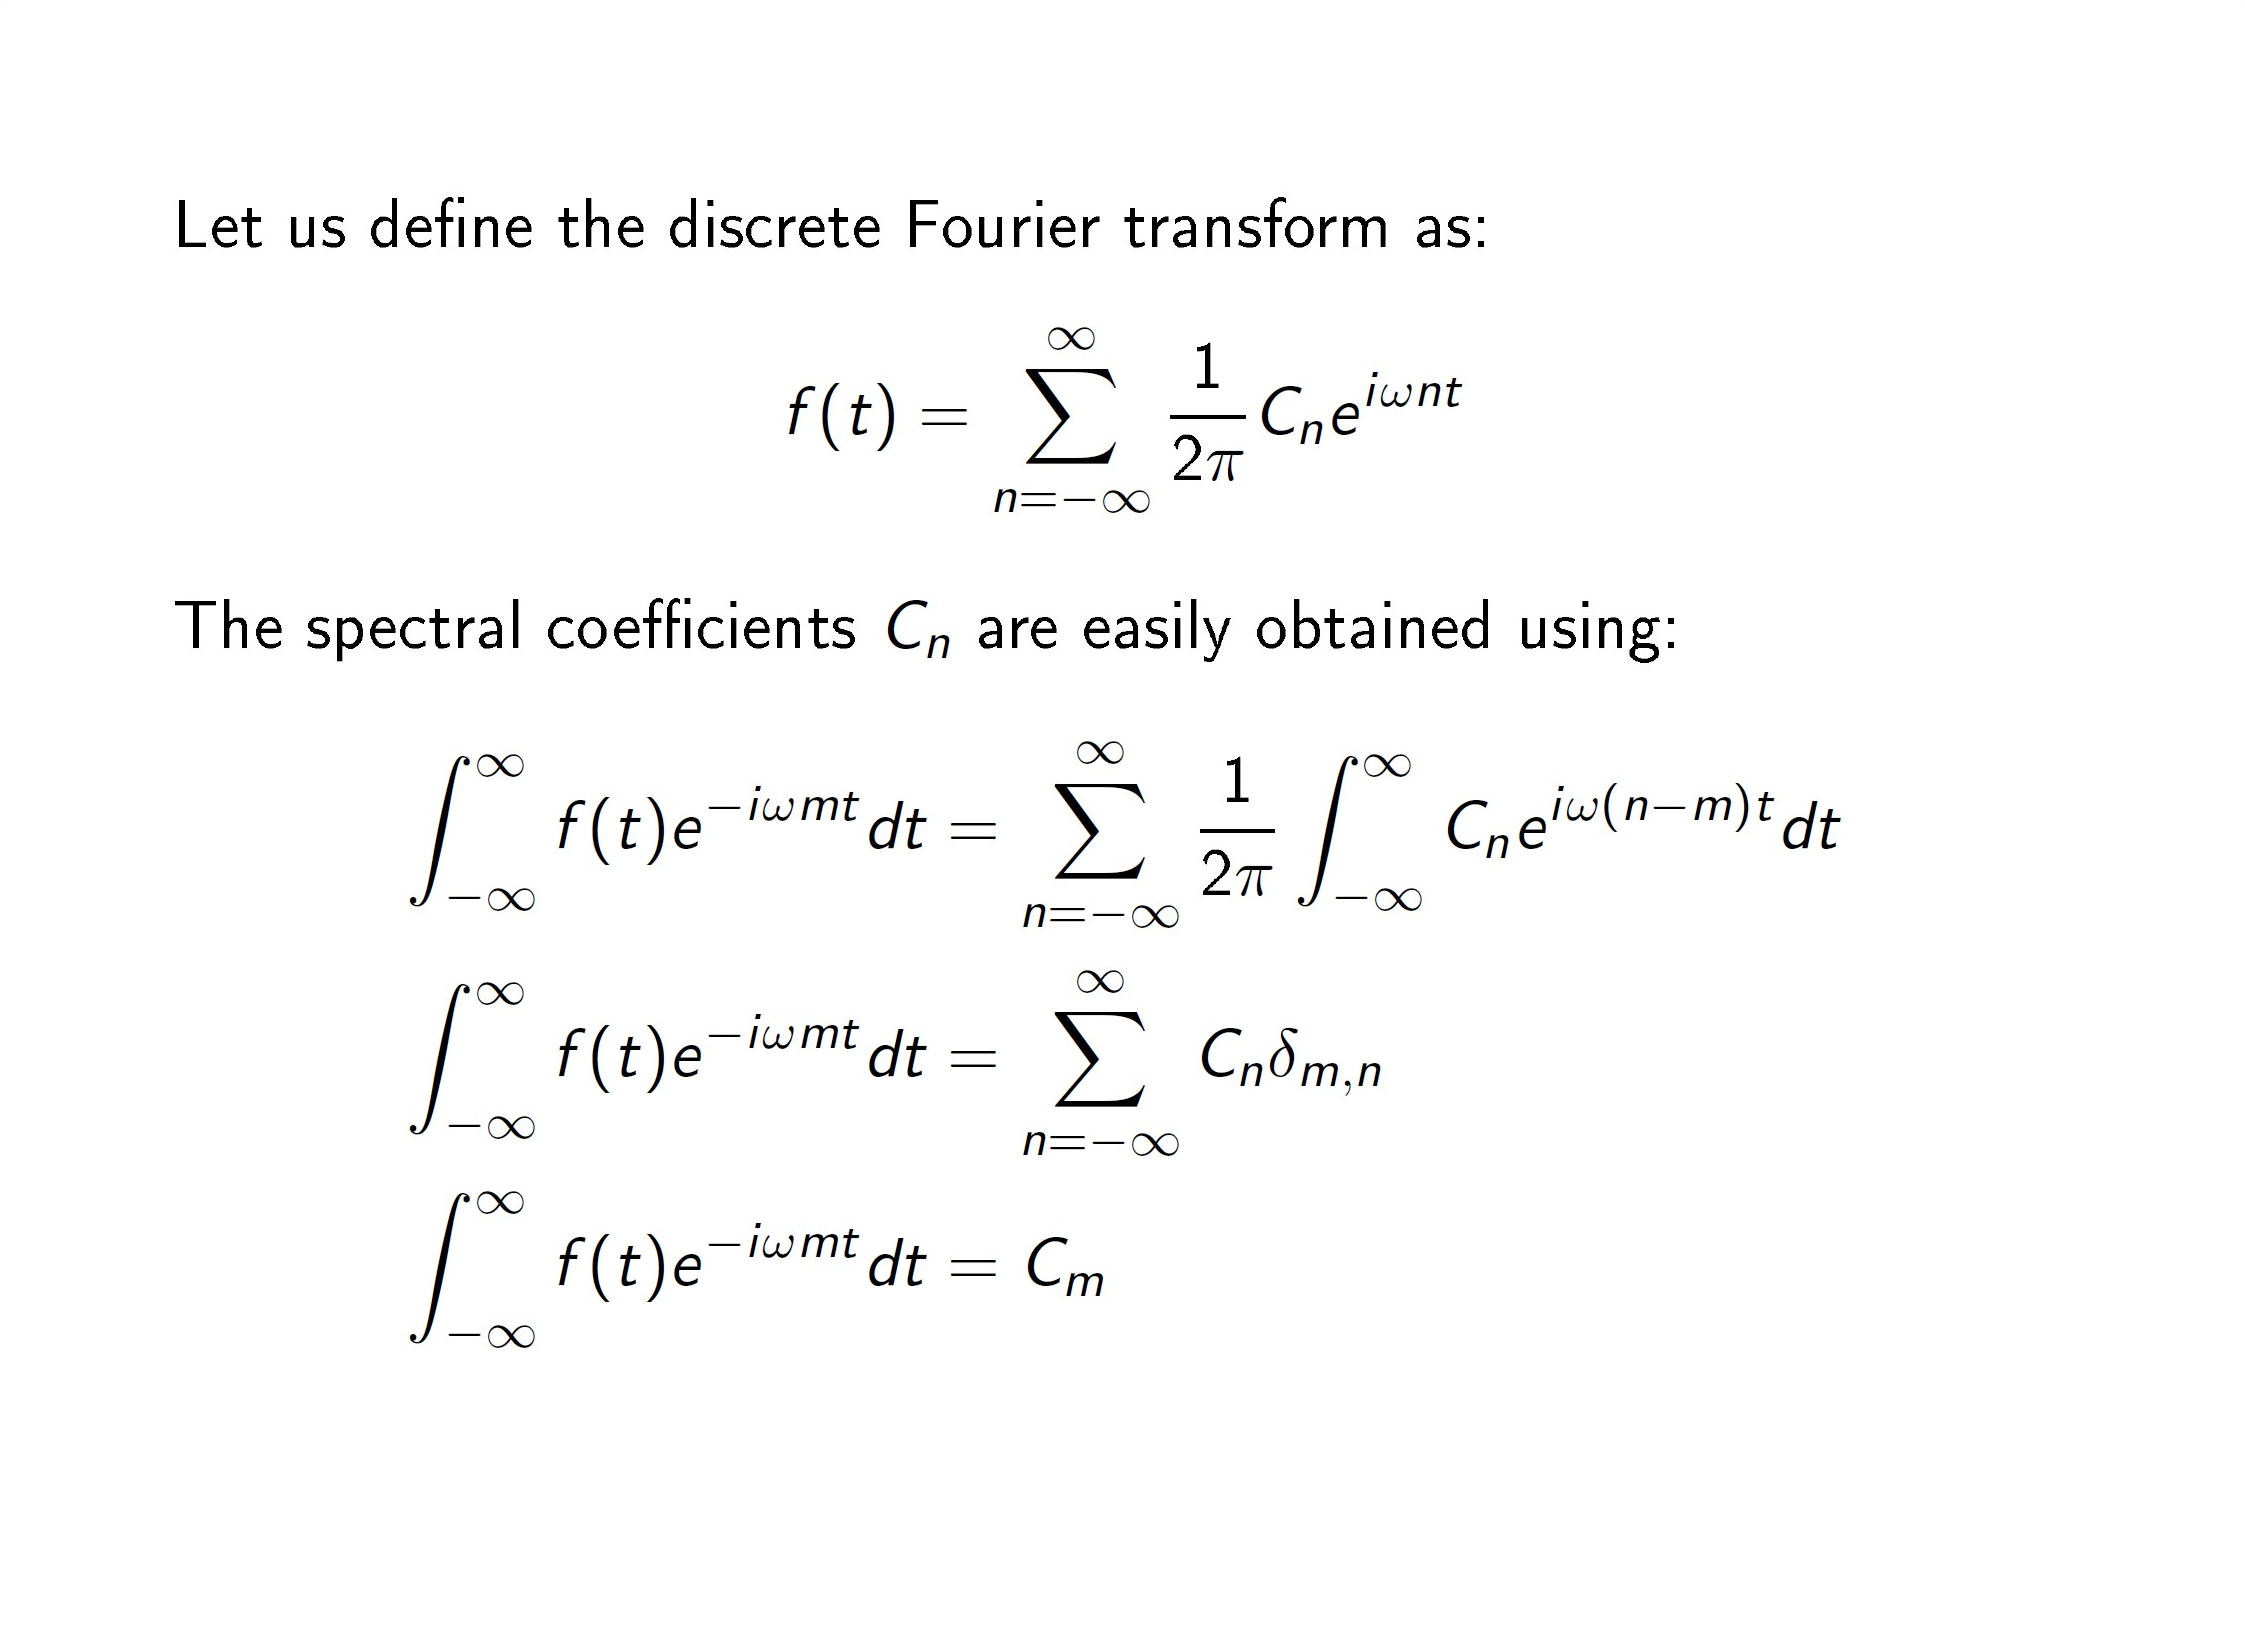 Let us define the discrete Fourier transform as:
$f(t) = \sum_{n=-\infty}^{\infty} \frac{1}{2\pi} C_n e^{i\omega nt}$
The spectral coefficients $C_n$ are easily obtained using:
$\int_{-\infty}^{\infty} f(t)e^{-i\omega mt} dt = \sum_{n=-\infty}^{\infty} \frac{1}{2\pi} \int_{-\infty}^{\infty} C_n e^{i\omega(n-m)t} dt$
$\int_{-\infty}^{\infty} f(t)e^{-i\omega mt} dt = \sum_{n=-\infty}^{\infty} C_n \delta_{m,n}$
$\int_{-\infty}^{\infty} f(t)e^{-i\omega mt} dt = C_m$